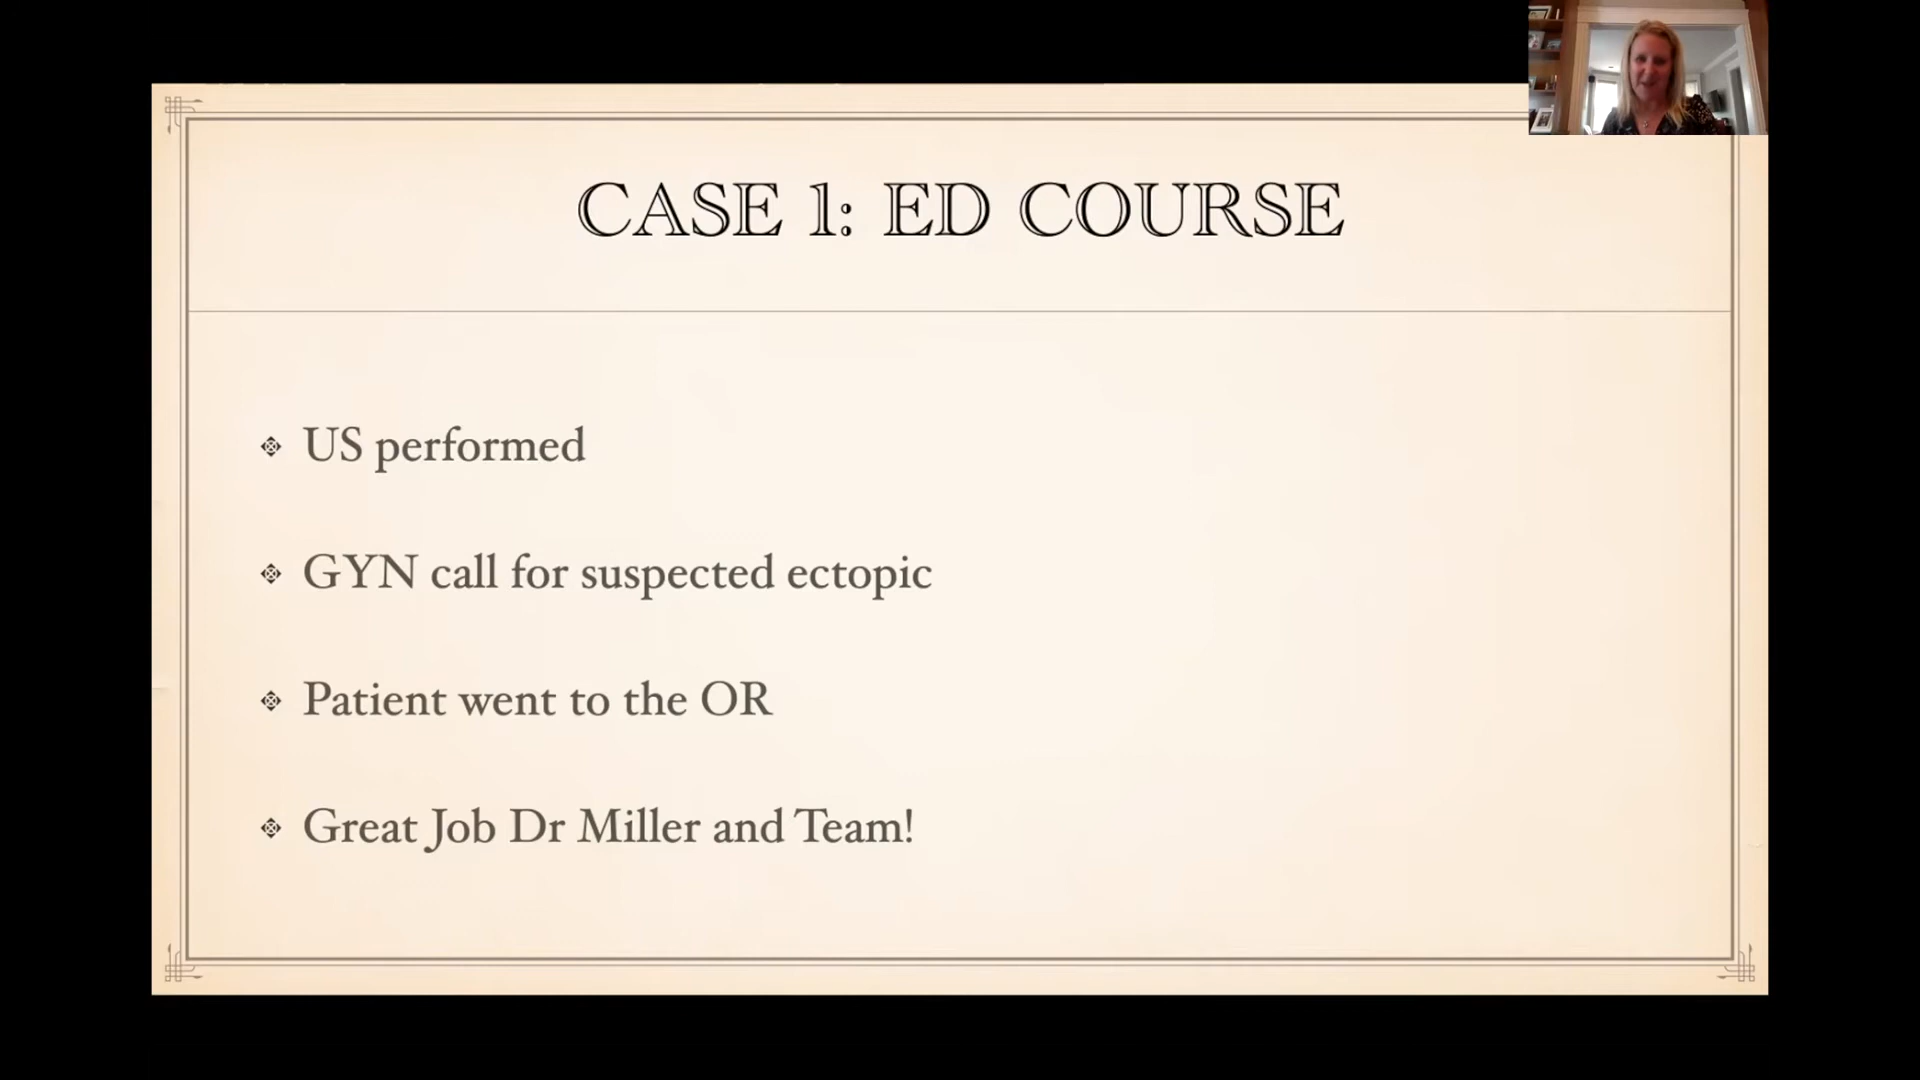 CASE 1: ED COURSE
US performed
GYN call for suspected ectopic
Patient went to the OR
Great Job Dr Miller and Team!